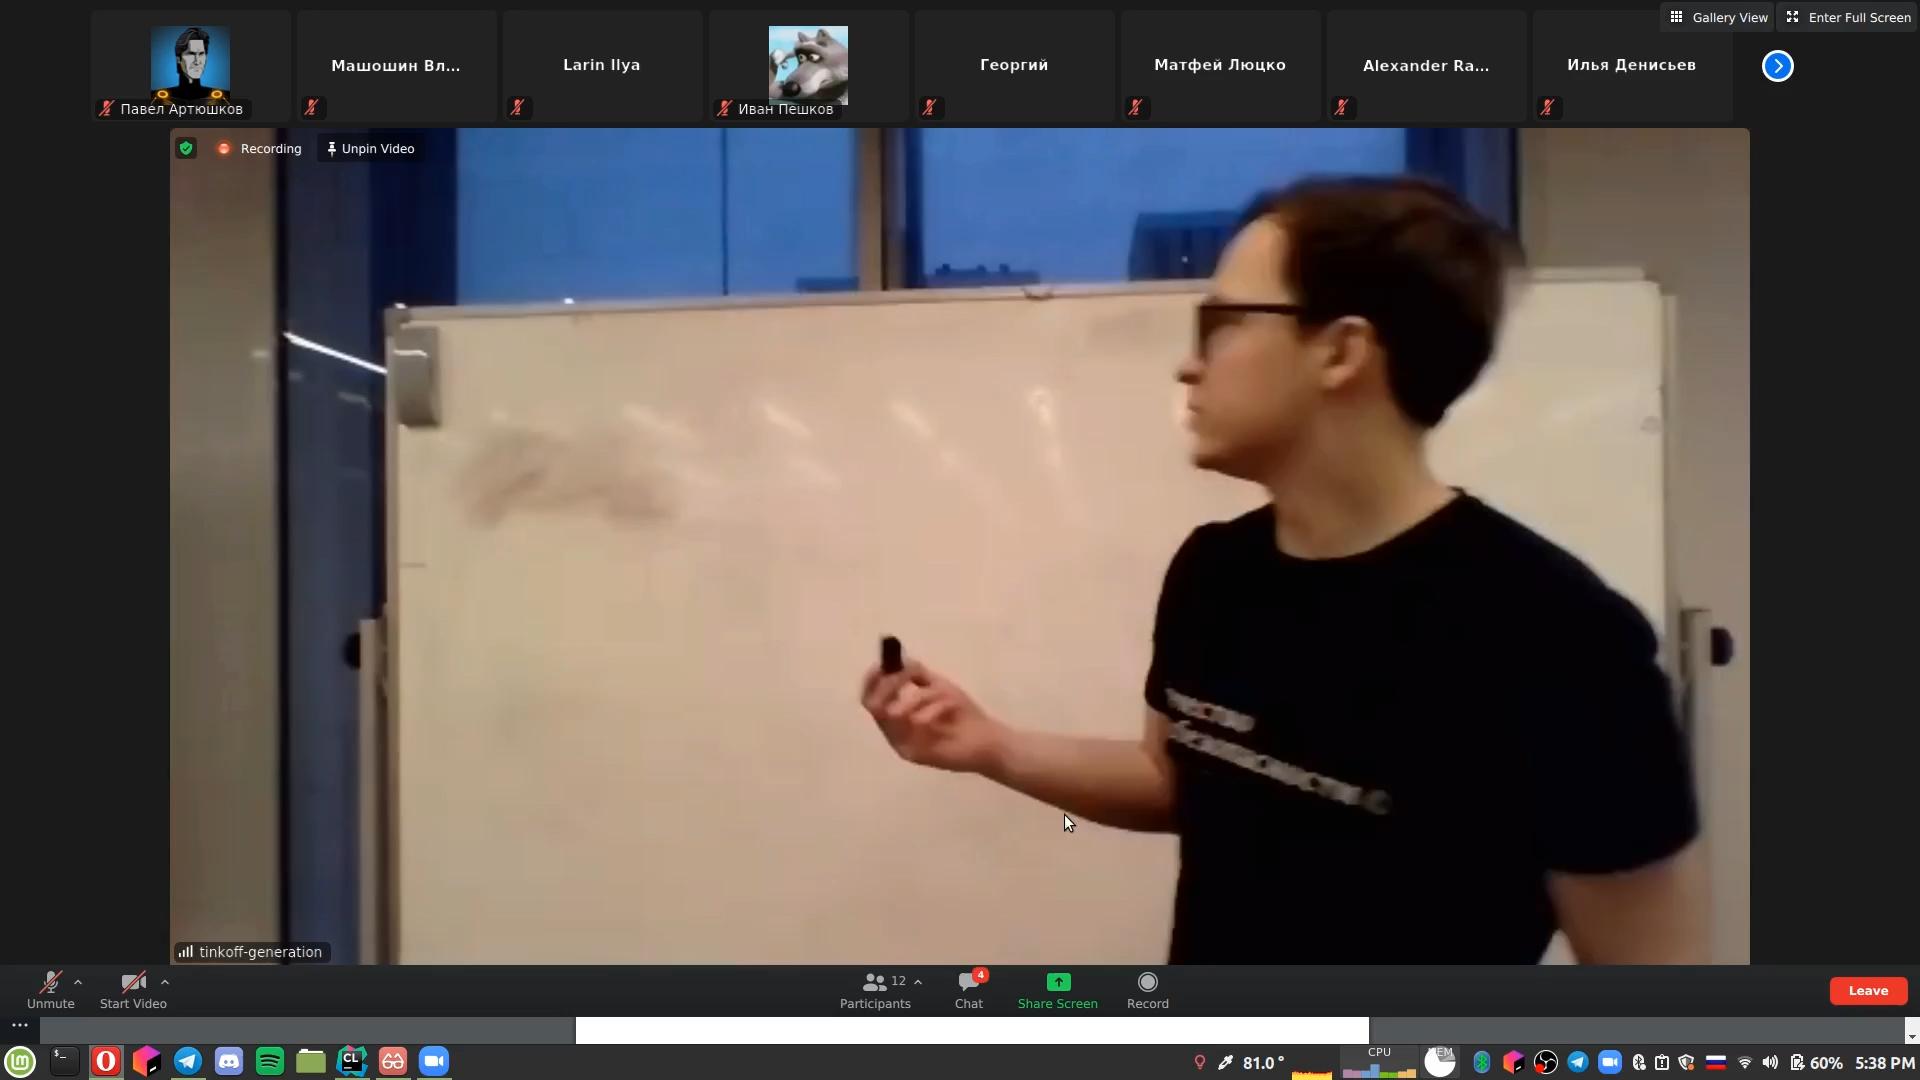 Gallery View
Enter Full Screen
Павел Артюшков
Машошин Вл...
Larin Ilya
Иван Пешков
Георгий
Матфей Люцко
Alexander Ra...
Илья Денисьев
Recording
Unpin Video
tinkoff-generation
Unmute
Start Video
12
Participants
4
Chat
Share Screen
Record
Leave
CL
81.0°
CPU
MEM
60%
5:38 PM